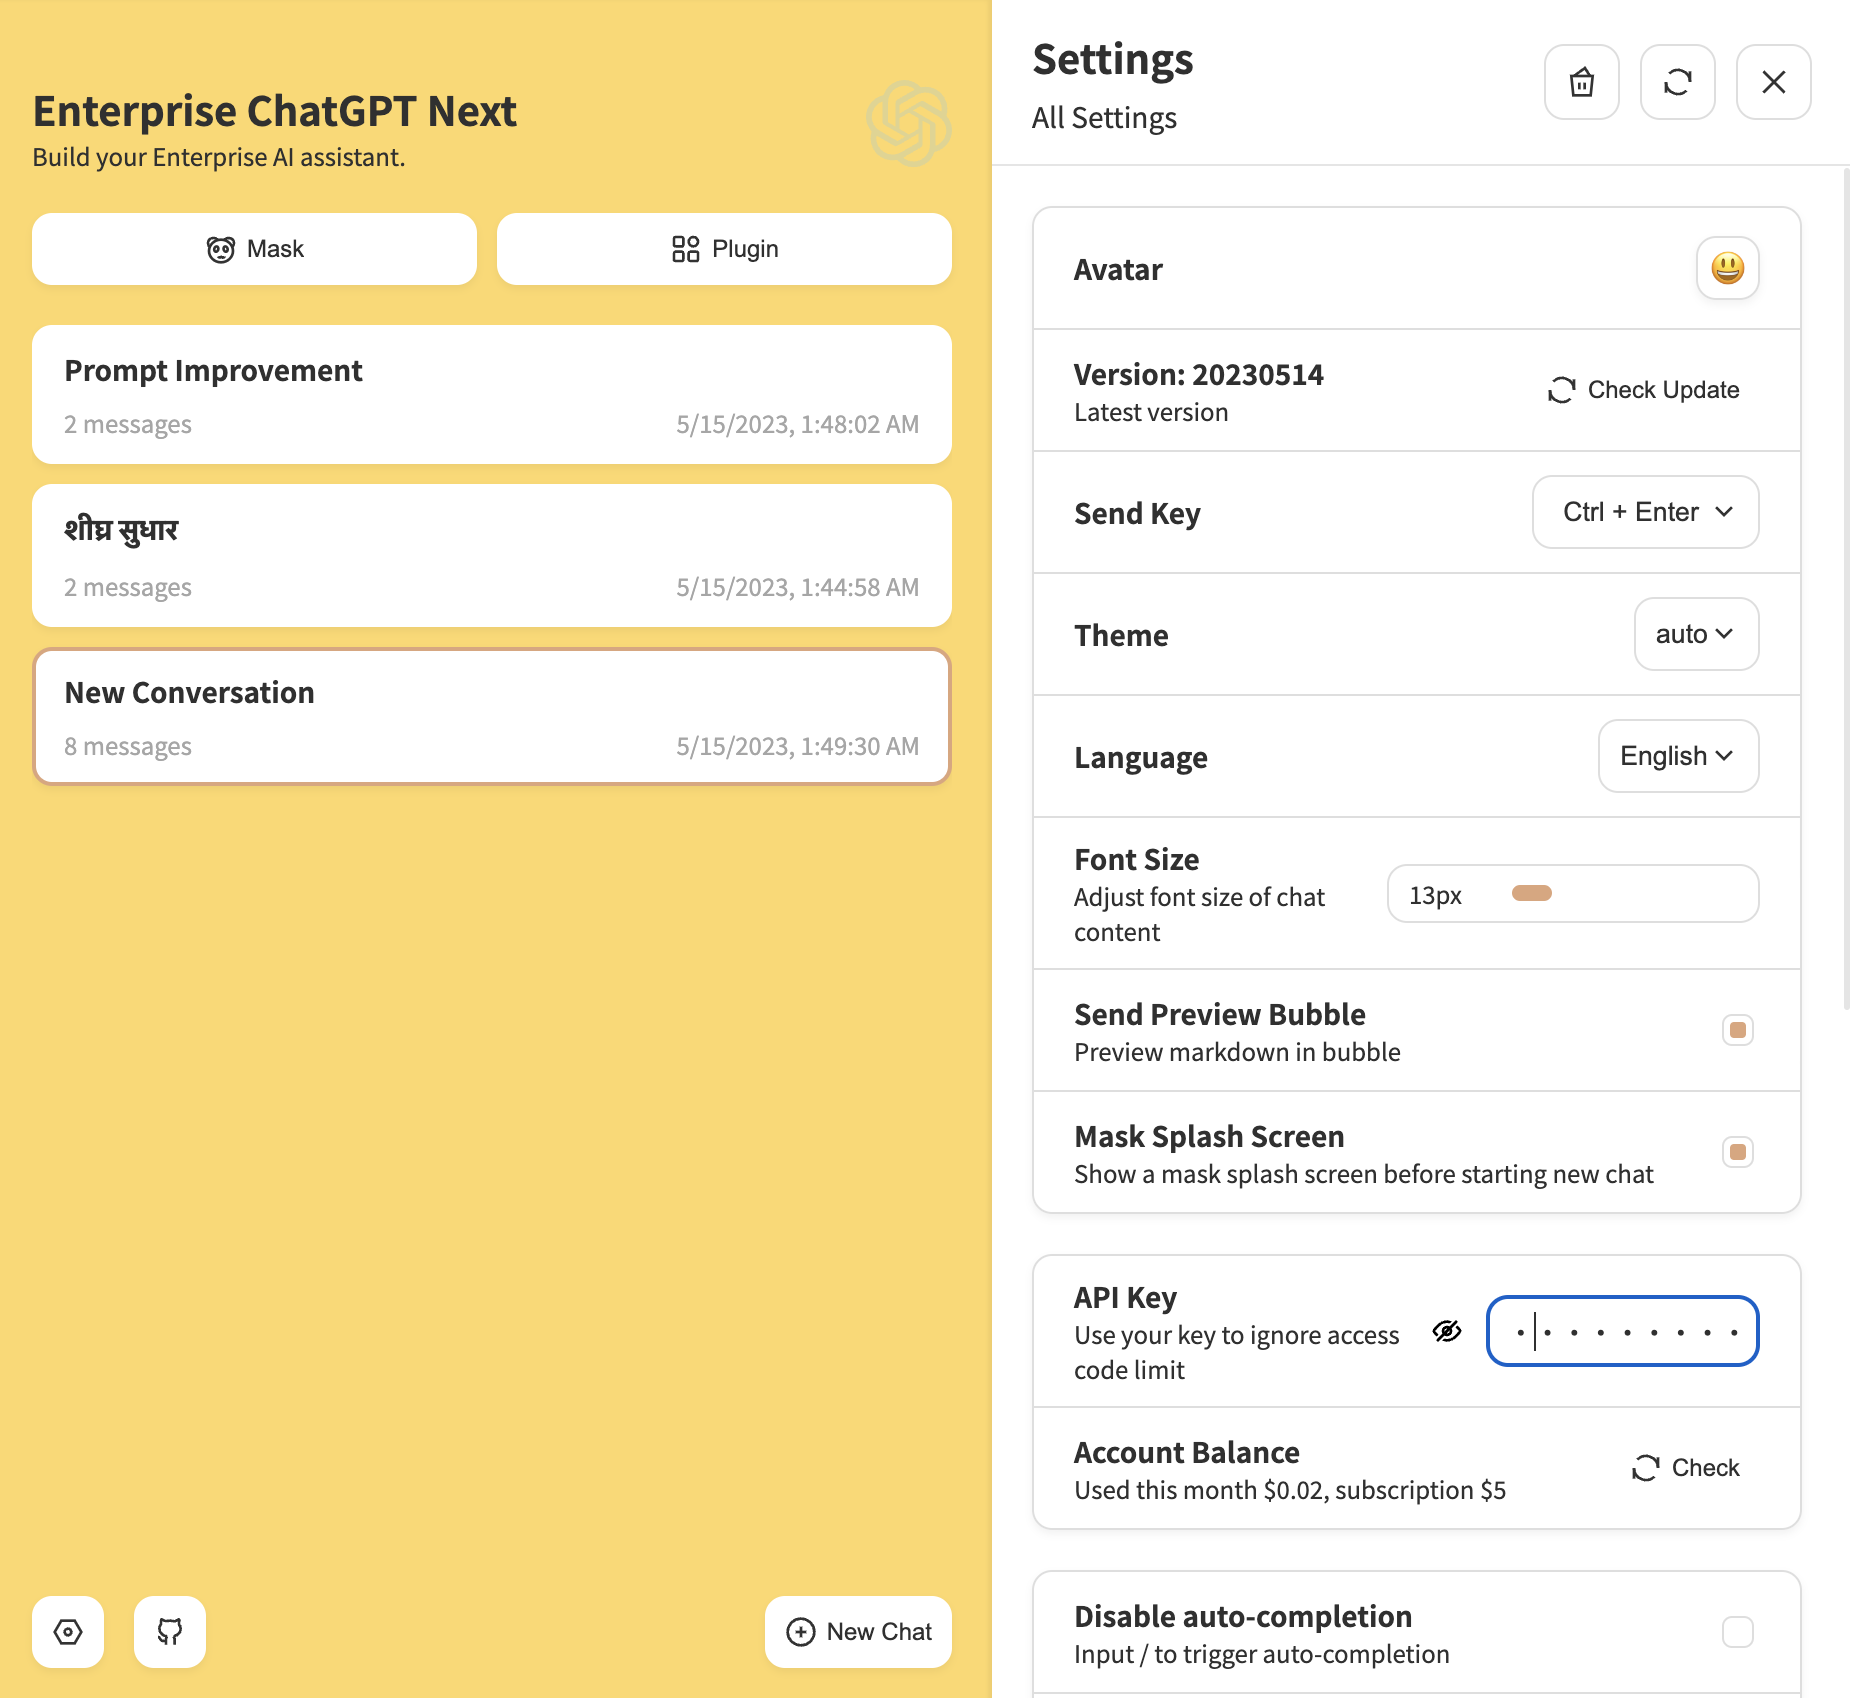 Enterprise ChatGPT Next
Build your Enterprise AI assistant.
Mask
Plugin
Prompt Improvement
2 messages
5/15/2023, 1:48:02 AM
शीघ्र सुधार
2 messages
5/15/2023, 1:44:58 AM
New Conversation
8 messages
5/15/2023, 1:49:30 AM
New Chat
Settings
All Settings
Avatar
Version: 20230514
Latest version
Check Update
Send Key
Ctrl + Enter
Theme
auto
Language
English
Font Size
Adjust font size of chat
content
13px
Send Preview Bubble
Preview markdown in bubble
Mask Splash Screen
Show a mask splash screen before starting new chat
API Key
Use your key to ignore access
code limit
Account Balance
Used this month $0.02, subscription $5
Check
Disable auto-completion
Input / to trigger auto-completion